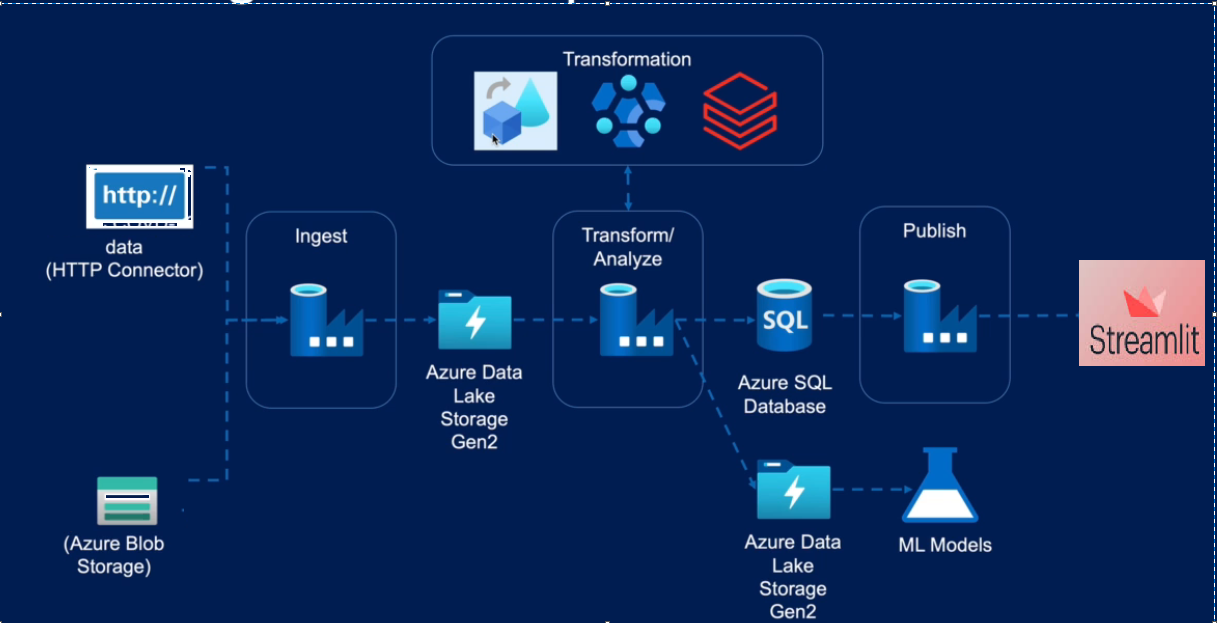 Transformation
http://
data
(HTTP Connector)
Ingest
Transform/
Analyze
Publish
SQL
Streamlit
Azure Data
Lake
Storage
Gen2
Azure SQL
Database
(Azure Blob
Storage)
Azure Data
Lake
Storage
Gen2
ML Models